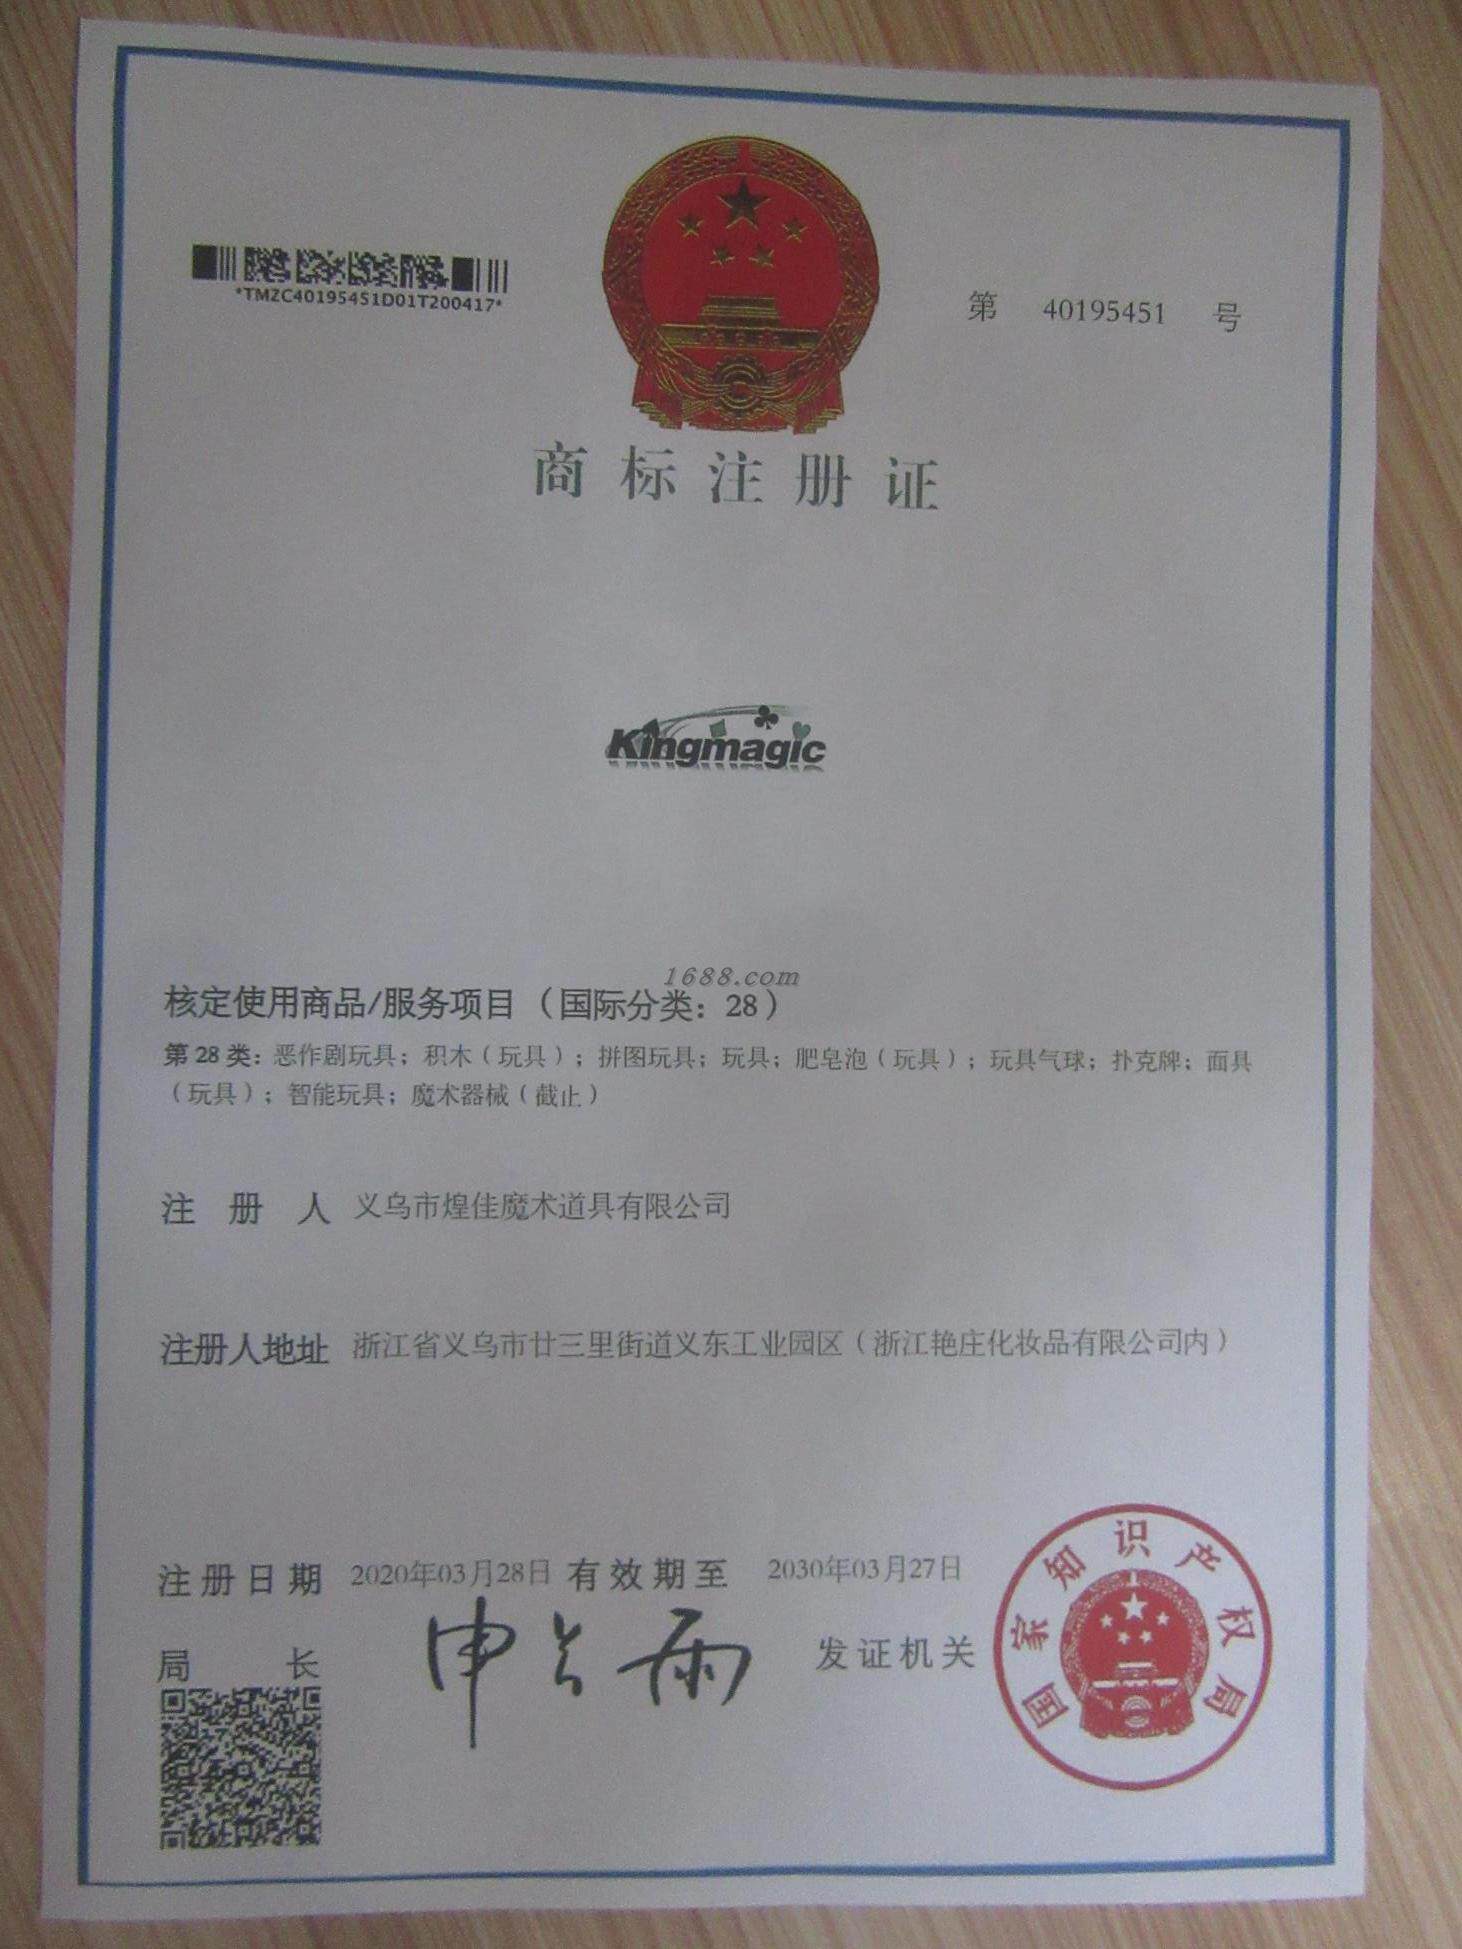 *TMZC40195451D01T200417*
第 40195451 号
商标注册证
Kingmagic
1688.com
核定使用商品/服务项目（国际分类：28）
第 28 类：恶作剧玩具；积木（玩具）；拼图玩具；玩具；肥皂泡（玩具）；玩具气球；扑克牌；面具
（玩具）；智能玩具；魔术器械（截止）
注册人 义乌市煌佳魔术道具有限公司
注册人地址 浙江省义乌市廿三里街道义东工业园区（浙江艳庄化妆品有限公司内）
注册日期 2020年03月28日 有效期至 2030年03月27日
局长 申长雨 发证机关
国家知识产权局